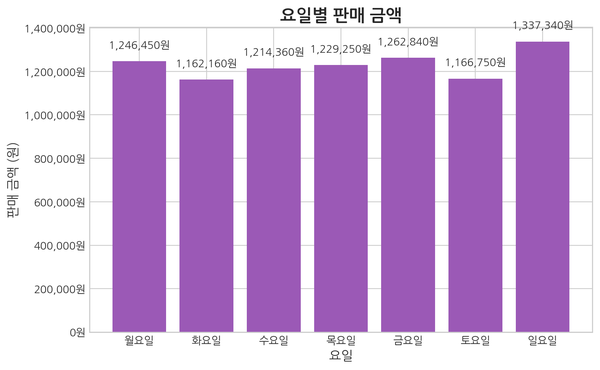 요일별 판매 금액
1,400,000원
1,200,000원
1,000,000원
800,000원
600,000원
400,000원
200,000원
0원
판매 금액 (원)
1,246,450원
1,162,160원
1,214,360원
1,229,250원
1,262,840원
1,166,750원
1,337,340원
월요일 화요일 수요일 목요일 금요일 토요일 일요일
요일